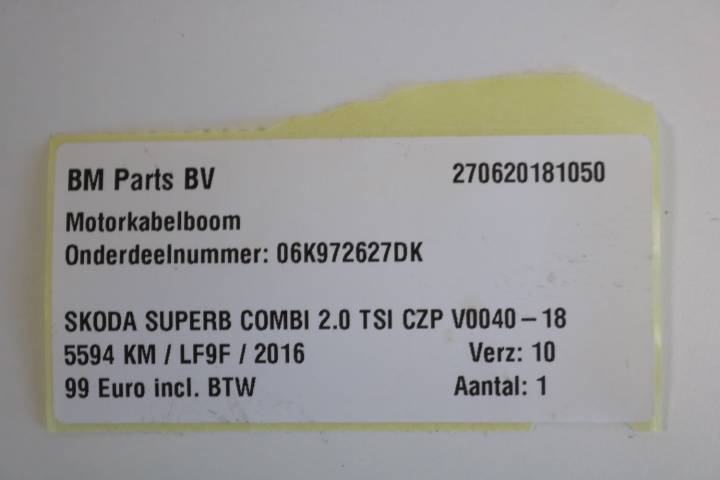 BM Parts BV 270620181050
Motorkabelboom
Onderdeelnummer: 06K972627DK
SKODA SUPERB COMBI 2.0 TSI CZP V0040-18
5594 KM / LF9F / 2016 Verz: 10
99 Euro incl. BTW Aantal: 1